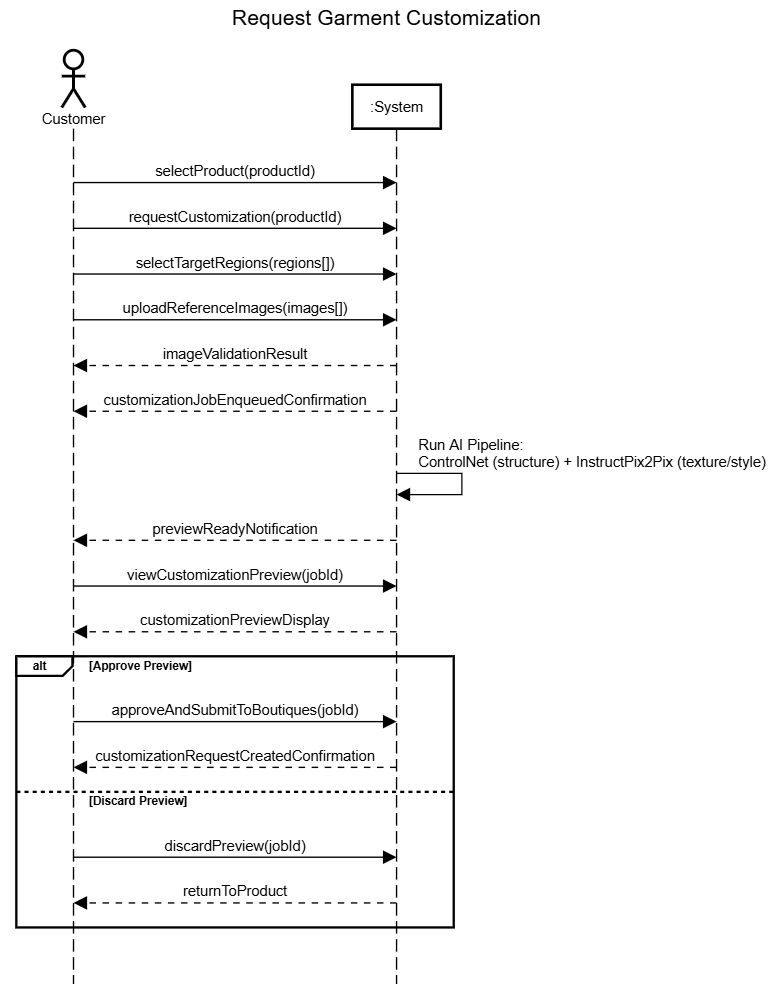 Request Garment Customization
Customer
:System
selectProduct(productId)
requestCustomization(productId)
selectTargetRegions(regions[])
uploadReferenceImages(images[])
imageValidationResult
customizationJobEnqueuedConfirmation
Run AI Pipeline:
ControlNet (structure) + InstructPix2Pix (texture/style)
previewReadyNotification
viewCustomizationPreview(jobId)
customizationPreviewDisplay
alt
[Approve Preview]
approveAndSubmitToBoutiques(jobId)
customizationRequestCreatedConfirmation
[Discard Preview]
discardPreview(jobId)
returnToProduct